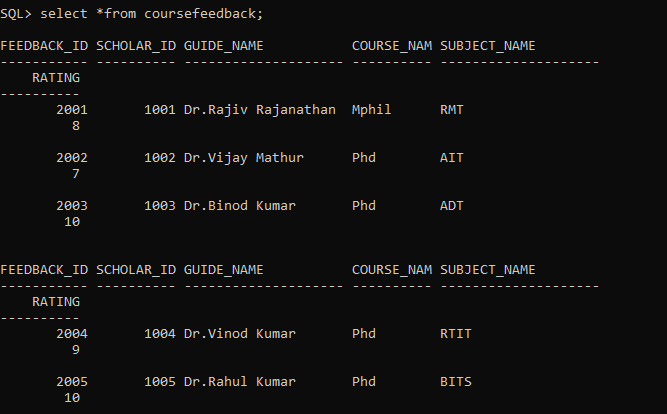 SQL> select *from coursefeedback;
FEEDBACK_ID SCHOLAR_ID GUIDE_NAME           COURSE_NAM SUBJECT_NAME
----------- ---------- -------------------- ---------- --------------------
    RATING
----------
       2001       1001 Dr.Rajiv Rajanathan  Mphil      RMT
         8
       2002       1002 Dr.Vijay Mathur      Phd        AIT
         7
       2003       1003 Dr.Binod Kumar       Phd        ADT
        10
FEEDBACK_ID SCHOLAR_ID GUIDE_NAME           COURSE_NAM SUBJECT_NAME
----------- ---------- -------------------- ---------- --------------------
    RATING
----------
       2004       1004 Dr.Vinod Kumar       Phd        RTIT
         9
       2005       1005 Dr.Rahul Kumar       Phd        BITS
        10